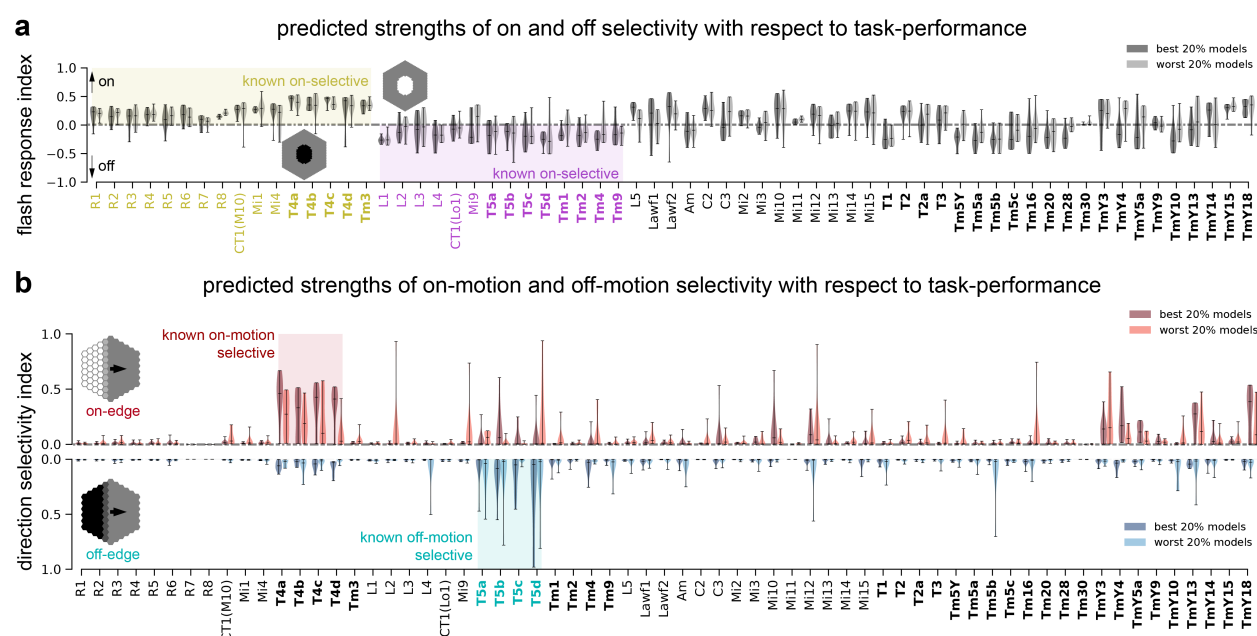 a
predicted strengths of on and off selectivity with respect to task-performance
best 20% models
worst 20% models
flash response index
1.0
0.5
0.0
−0.5
−1.0
on
off
known on-selective
known on-selective
R1 R2 R3 R4 R5 R6 R7 R8 CT1(M10) Mi1 Mi4 T4a T4b T4c T4d Tm3 L1 L2 L3 L4 CT1(Lo1) Mi9 T5a T5b T5c T5d Tm1 Tm2 Tm4 Tm9 L5 Lawf1 Lawf2 Am C2 C3 Mi2 Mi3 Mi10 Mi11 Mi12 Mi13 Mi14 Mi15 T1 T2 T2a T3 Tm5Y Tm5a Tm5b Tm5c Tm16 Tm20 Tm28 Tm30 TmY3 TmY4 TmY5a TmY9 TmY10 TmY13 TmY14 TmY15 TmY18
b
predicted strengths of on-motion and off-motion selectivity with respect to task-performance
best 20% models
worst 20% models
direction selectivity index
1.0
0.5
0.0
0.0
0.5
1.0
known on-motion
selective
on-edge
off-edge
known off-motion
selective
best 20% models
worst 20% models
R1 R2 R3 R4 R5 R6 R7 R8 CT1(M10) Mi1 Mi4 T4a T4b T4c T4d Tm3 L1 L2 L3 L4 CT1(Lo1) Mi9 T5a T5b T5c T5d Tm1 Tm2 Tm4 Tm9 L5 Lawf1 Lawf2 Am C2 C3 Mi2 Mi3 Mi10 Mi11 Mi12 Mi13 Mi14 Mi15 T1 T2 T2a T3 Tm5Y Tm5a Tm5b Tm5c Tm16 Tm20 Tm28 Tm30 TmY3 TmY4 TmY5a TmY9 TmY10 TmY13 TmY14 TmY15 TmY18